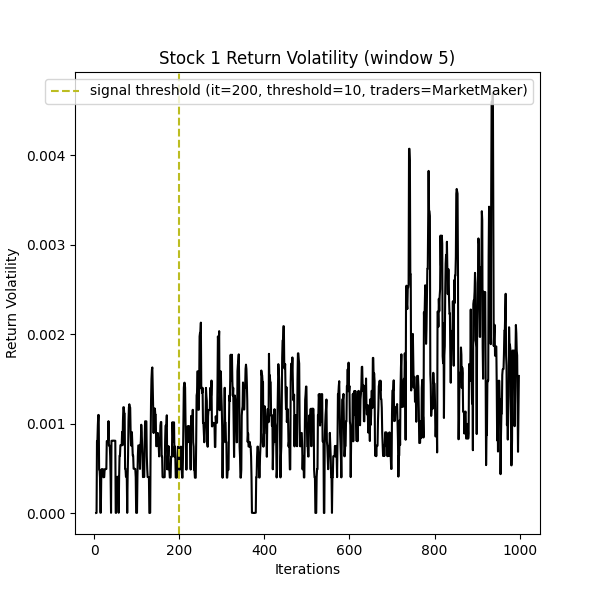 Stock 1 Return Volatility (window 5)
signal threshold (it=200, threshold=10, traders=MarketMaker)
0.004
0.003
0.002
0.001
0.000
Return Volatility
0 200 400 600 800 1000
Iterations